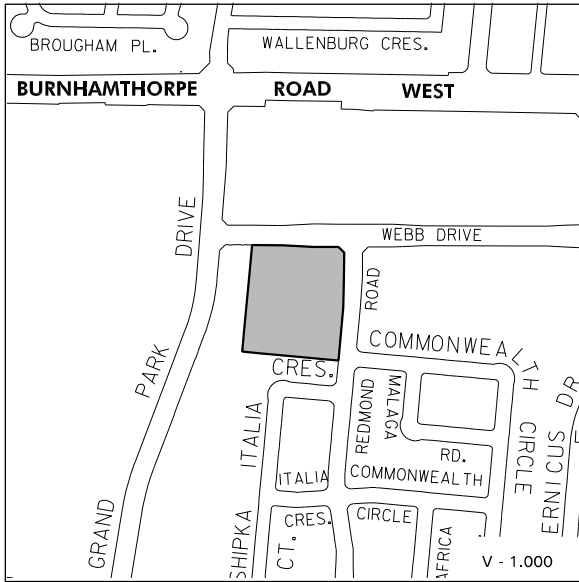 BROUGHAM PL.
WALLENBURG CRES.
BURNHAMTHORPE ROAD WEST
WEBB DRIVE
DRIVE
PARK
GRAND
ROAD
REDMOND
COMMONWEALTH
CIRCLE
CRES.
MALAGA
RD.
ITALIA
ITALIA
CRES.
COMMONWEALTH
CIRCLE
SHIPKA
CT.
AFRICA
ERNICUS
DR
V - 1.000